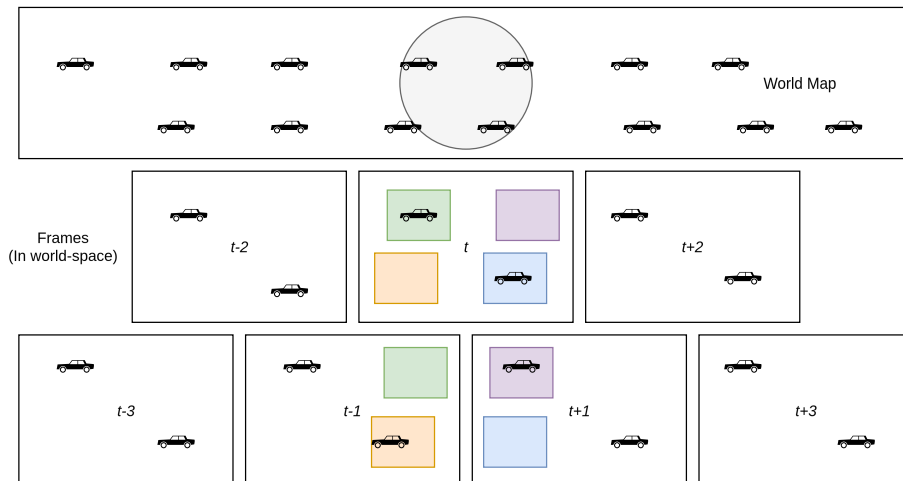 World Map
Frames
(In world-space)
t-2
t
t+2
t-3
t-1
t+1
t+3